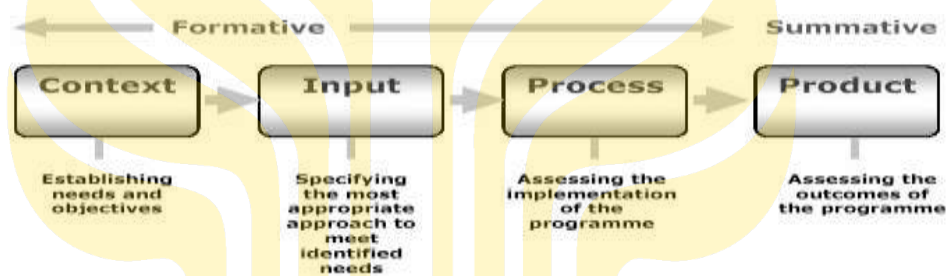 Formative Summative
Context Input Process Product
Establishing
needs and
objectives
Specifying
the most
appropriate
approach to
meet
identified
needs
Assessing the
implementation
of the
programme
Assessing the
outcomes of
the programme